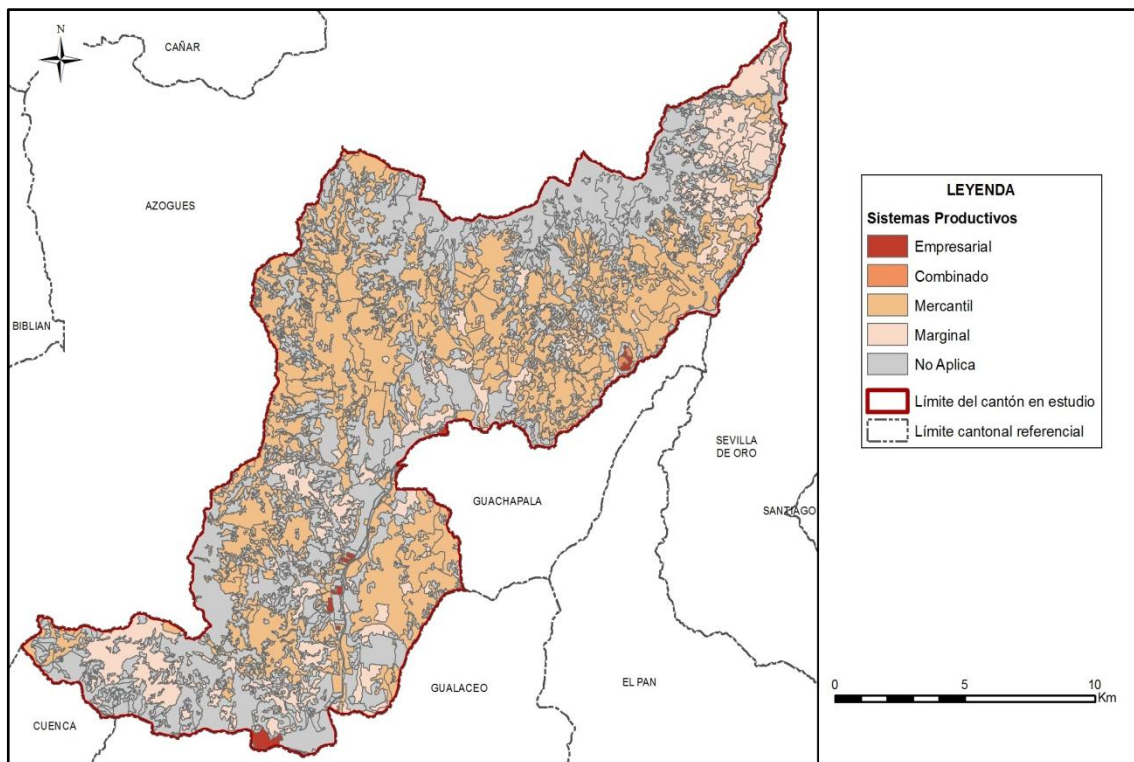 N
CAÑAR
AZOGUES
BIBLIAN
SEVILLA
DE ORO
GUACHAPALA
SANTIAGO
GUALACEO
EL PAN
CUENCA
LEYENDA
Sistemas Productivos
Empresarial
Combinado
Mercantil
Marginal
No Aplica
Límite del cantón en estudio
Límite cantonal referencial
0 5 10
Km